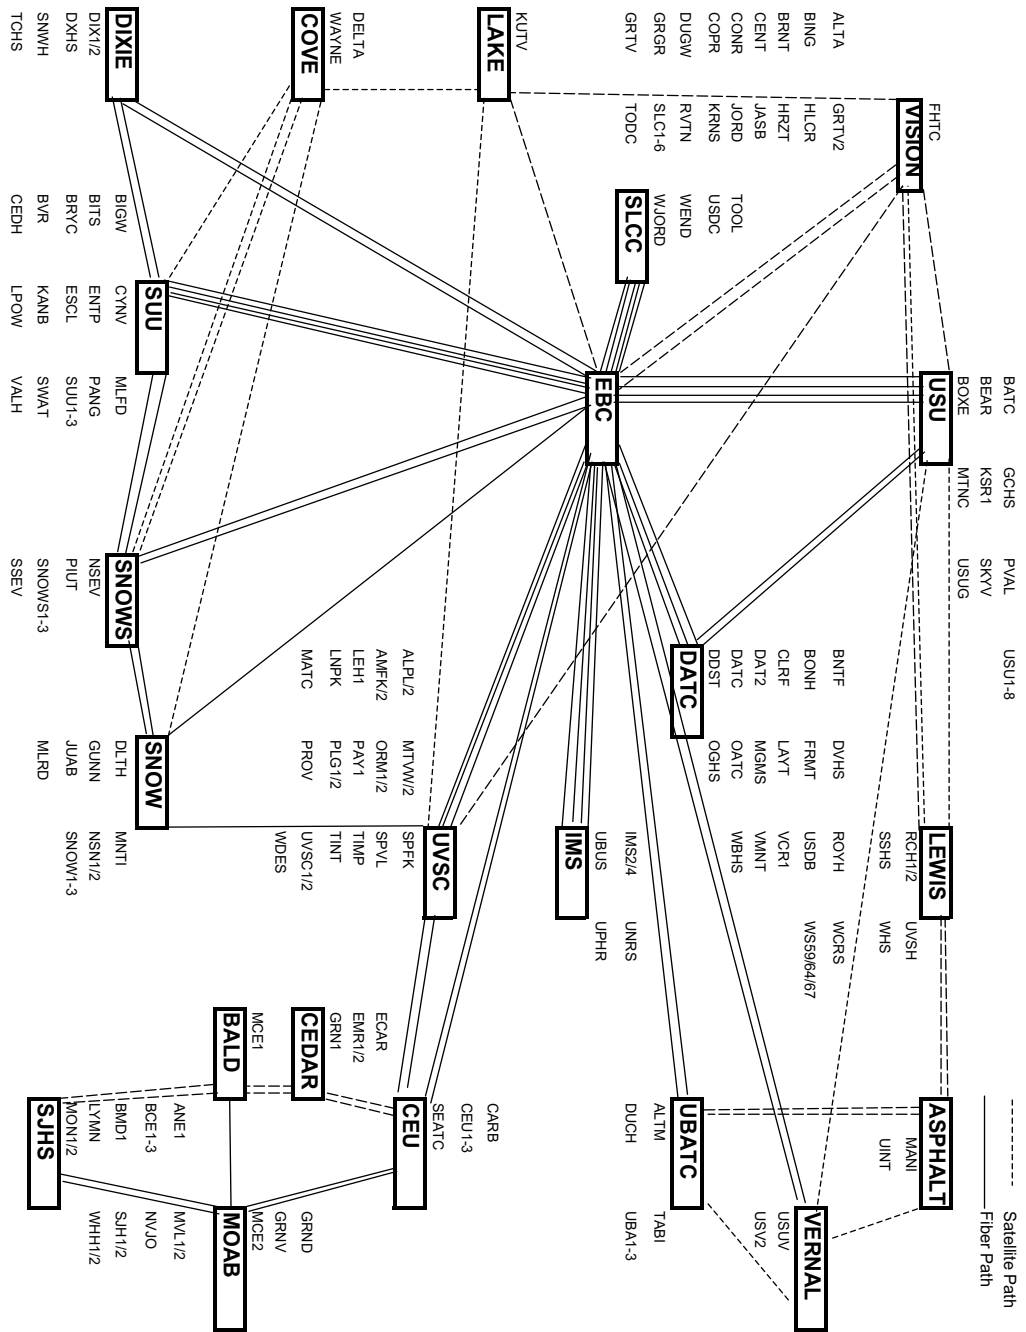 Satellite Path
Fiber Path
BATC
BEAR
BOXE
GCHS
KSR1
MTNC
PVAL
SKYV
USUG
USU1-8
USU
FHTC
VISION
RCH1/2
SSHS
UVSH
WHS
LEWIS
MANI
UINT
ASPHALT
ALTA
BING
BRNT
CENT
CONR
COPR
DUGW
GRGR
GRTV
GRTV2
HLCR
HRZT
JASB
JORD
KRNS
RVTN
SLC1-6
TODC
TOOL
USDC
WEND
WJORD
SLCC
BNTF
BONH
CLRF
DAT2
DATC
DDST
DVHS
FRMT
LAYT
MGMS
OATC
OGHS
ROYH
USDB
VCR1
VMNT
WBHS
WCRS
WS59/64/67
DATC
USUV
USV2
VERNAL
ALTM
DUCH
TABI
UBA1-3
UBATC
EBC
IMS2/4
UBUS
UNRS
UPHR
IMS
KUTV
LAKE
DELTA
WAYNE
COVE
ALPL/2
AMFK/2
LEH1
LNPK
MATC
MTVW/2
ORM1/2
PAY1
PLG1/2
PROV
SPFK
SPVL
TIMP
TINT
UVSC1/2
WDES
UVSC
CARB
CEU1-3
SEATC
CEU
ECAR
EMR1/2
GRN1
CEDAR
MCE1
BALD
GRND
GRNV
MCE2
MOAB
DIX1/2
DXHS
SNWH
TCHS
DIXIE
BIGW
BITS
BRYC
BVR
CEDH
CYNV
ENTP
ESCL
KANB
LPOW
MLFD
PANG
SUU1-3
SWAT
VALH
SUU
NSEV
PIUT
SNOWS1-3
SSEV
SNOWS
DLTH
GUNN
JUAB
MLRD
MNTI
NSN1/2
SNOW1-3
SNOW
ANE1
BCE1-3
BMD1
LYMN
MON1/2
MVL1/2
NVJO
SJH1/2
WHH1/2
SJHS